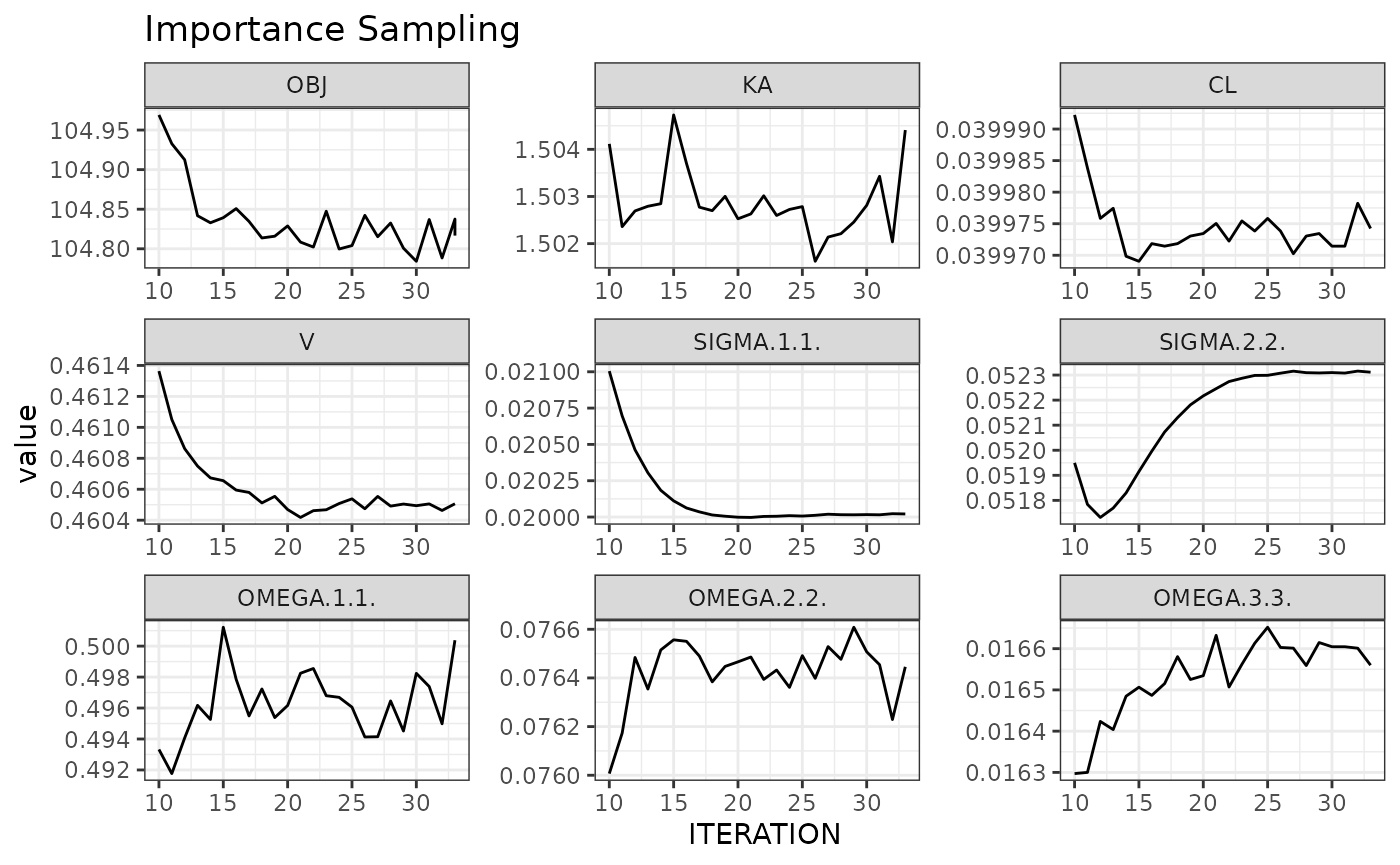 Importance Sampling
OBJ KA CL
104.95 104.90 104.85 104.80
1.504 1.503 1.502
0.039990 0.039985 0.039980 0.039975 0.039970
10 15 20 25 30 10 15 20 25 30 10 15 20 25 30
V SIGMA.1.1. SIGMA.2.2.
0.4614 0.4612 0.4610 0.4608 0.4606 0.4604
0.02100 0.02075 0.02050 0.02025 0.02000
0.0523 0.0522 0.0521 0.0520 0.0519 0.0518
10 15 20 25 30 10 15 20 25 30 10 15 20 25 30
value
OMEGA.1.1. OMEGA.2.2. OMEGA.3.3.
0.500 0.498 0.496 0.494 0.492
0.0766 0.0764 0.0762 0.0760
0.0166 0.0165 0.0164 0.0163
10 15 20 25 30 10 15 20 25 30 10 15 20 25 30
ITERATION